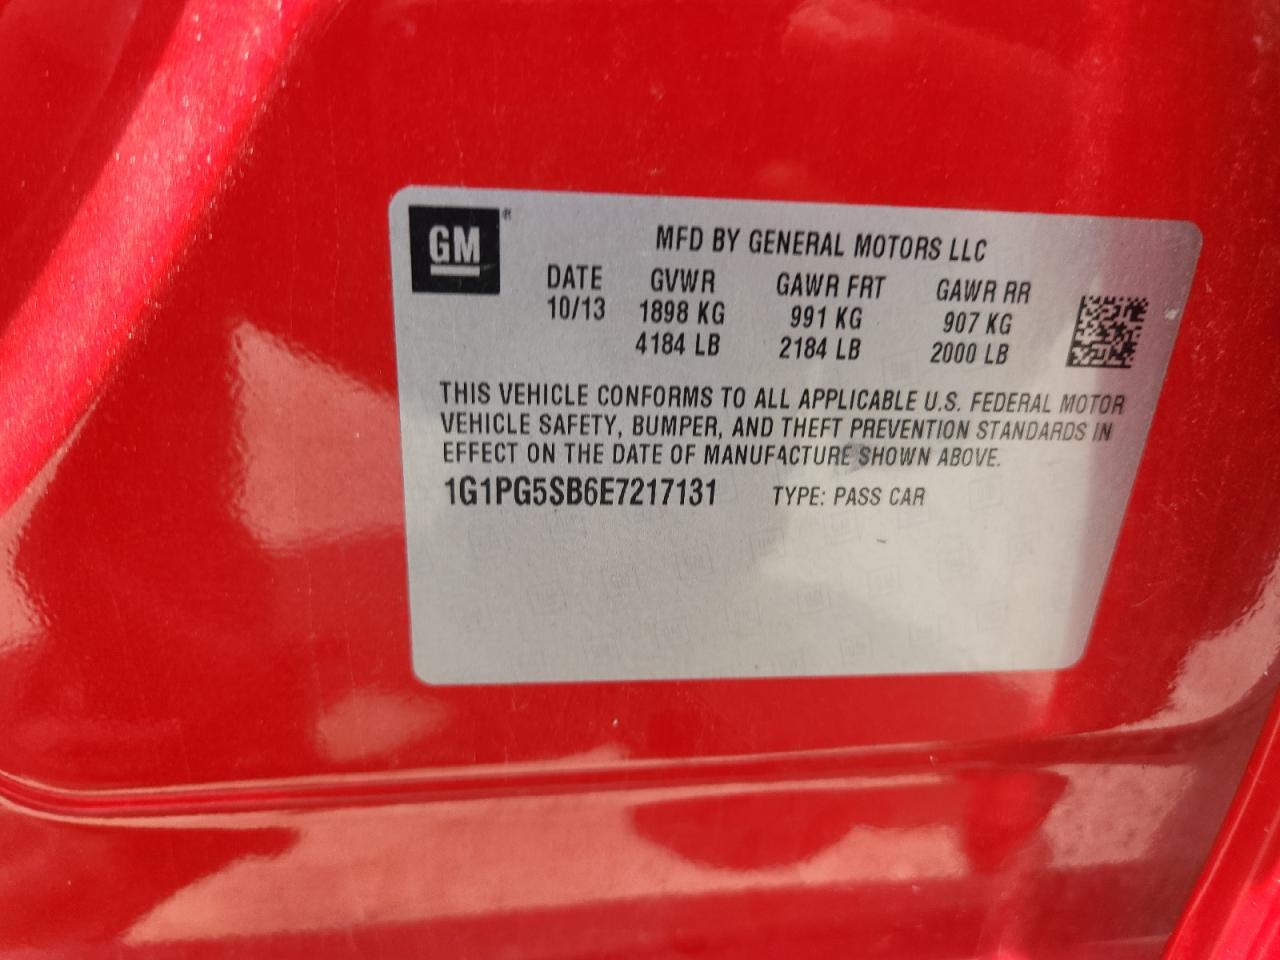 GM®
MFD BY GENERAL MOTORS LLC
DATE GVWR GAWR FRT GAWR RR
10/13 1898 KG 991 KG 907 KG
4184 LB 2184 LB 2000 LB
THIS VEHICLE CONFORMS TO ALL APPLICABLE U.S. FEDERAL MOTOR
VEHICLE SAFETY, BUMPER, AND THEFT PREVENTION STANDARDS IN
EFFECT ON THE DATE OF MANUFACTURE SHOWN ABOVE.
1G1PG5SB6E7217131 TYPE: PASS CAR